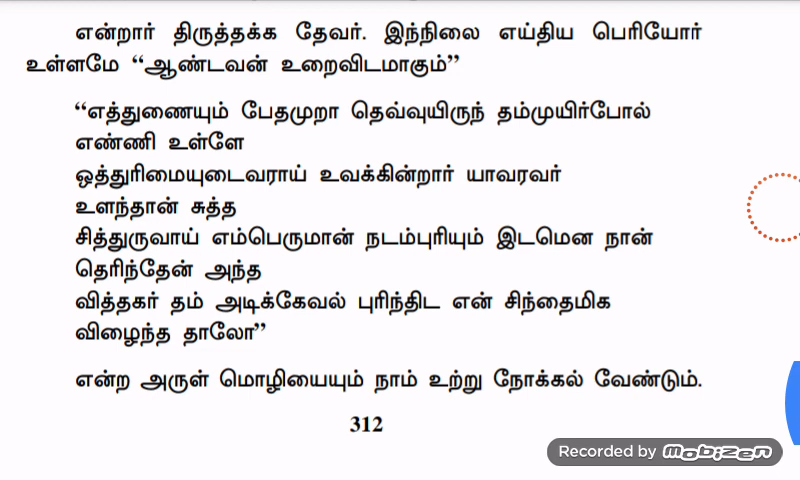 என்றார் திருத்தக்க தேவர். இந்நிலை எய்திய பெரியோர்
உள்ளமே “ஆண்டவன் உறைவிடமாகும்”
“எத்துணையும் பேதமுறா தெவ்வுயிருந் தம்முயிர்போல்
எண்ணி உள்ளே
ஒத்துரிமையுடைவராய் உவக்கின்றார் யாவரவர்
உளந்தான் சுத்த
சித்துருவாய் எம்பெருமான் நடம்புரியும் இடமென நான்
தெரிந்தேன் அந்த
வித்தகர் தம் அடிக்கேவல் புரிந்திட என் சிந்தைமிக
விழைந்த தாலோ”
என்ற அருள் மொழியையும் நாம் உற்று நோக்கல் வேண்டும்.
312
Recorded by mobizen